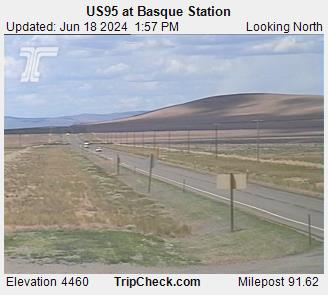 US95 at Basque Station
Updated: Jun 18 2024 1:57 PM Looking North
Elevation 4460 TripCheck.com Milepost 91.62